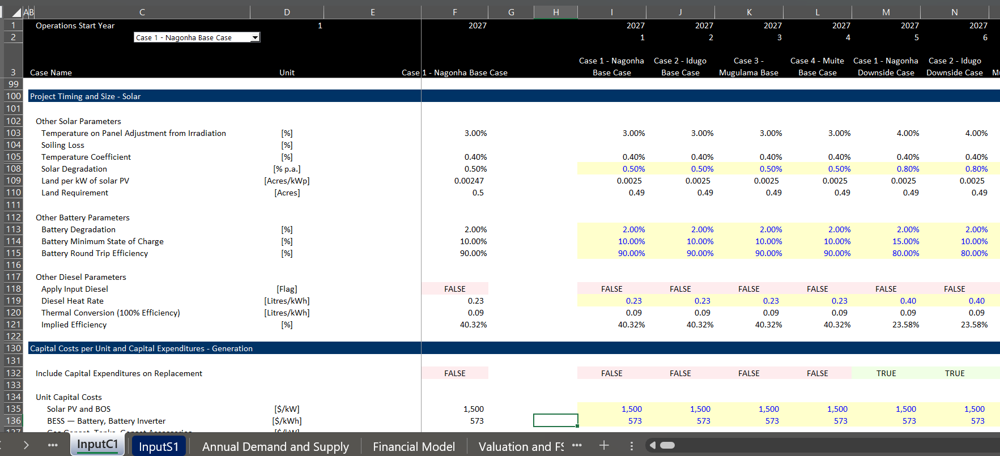 A B C D E F G H I J K L M N
1 Operations Start Year 1 2027 2027 2027 2027 2027 2027 2027
2 Case 1 - Nagonha Base Case 1 2 3 4 5 6
Case 1 - Nagonha Case 2 - Idugo Case 3 - Case 4 - Muite Case 1 - Nagonha Case 2 - Idugo
3 Case Name Unit Case 1 - Nagonha Base Case Base Case Base Case Mugulama Base Base Case Downside Case Downside Case
99
100 Project Timing and Size - Solar
101
102 Other Solar Parameters
103 Temperature on Panel Adjustment from Irradiation [%] 3.00% 3.00% 3.00% 3.00% 3.00% 4.00% 4.00%
104 Soiling Loss [%]
105 Temperature Coefficient [%] 0.40% 0.40% 0.40% 0.40% 0.40% 0.40% 0.40%
108 Solar Degradation [% p.a.] 0.50% 0.50% 0.50% 0.50% 0.50% 0.80% 0.80%
109 Land per kW of solar PV [Acres/kWp] 0.00247 0.0025 0.0025 0.0025 0.0025 0.0025 0.0025
110 Land Requirement [Acres] 0.5 0.49 0.49 0.49 0.49 0.49 0.49
111
112 Other Battery Parameters
113 Battery Degradation [%] 2.00% 2.00% 2.00% 2.00% 2.00% 2.00% 2.00%
114 Battery Minimum State of Charge [%] 10.00% 10.00% 10.00% 10.00% 10.00% 15.00% 10.00%
115 Battery Round Trip Efficiency [%] 90.00% 90.00% 90.00% 90.00% 90.00% 80.00% 80.00%
116
117 Other Diesel Parameters
118 Apply Input Diesel [Flag] FALSE FALSE FALSE FALSE FALSE FALSE FALSE
119 Diesel Heat Rate [Litres/kWh] 0.23 0.23 0.23 0.23 0.23 0.40 0.40
120 Thermal Conversion (100% Efficiency) [Litres/kWh] 0.09 0.09 0.09 0.09 0.09 0.09 0.09
121 Implied Efficiency [%] 40.32% 40.32% 40.32% 40.32% 40.32% 23.58% 23.58%
122
130 Capital Costs per Unit and Capital Expenditures - Generation
131
132 Include Capital Expenditures on Replacement FALSE FALSE FALSE FALSE FALSE TRUE TRUE
133
134 Unit Capital Costs
135 Solar PV and BOS [$/kW] 1,500 1,500 1,500 1,500 1,500 1,500 1,500
136 BESS — Battery, Battery Inverter [$/kWh] 573 573 573 573 573 573 573
InputC1 InputS1 Annual Demand and Supply Financial Model Valuation and FS